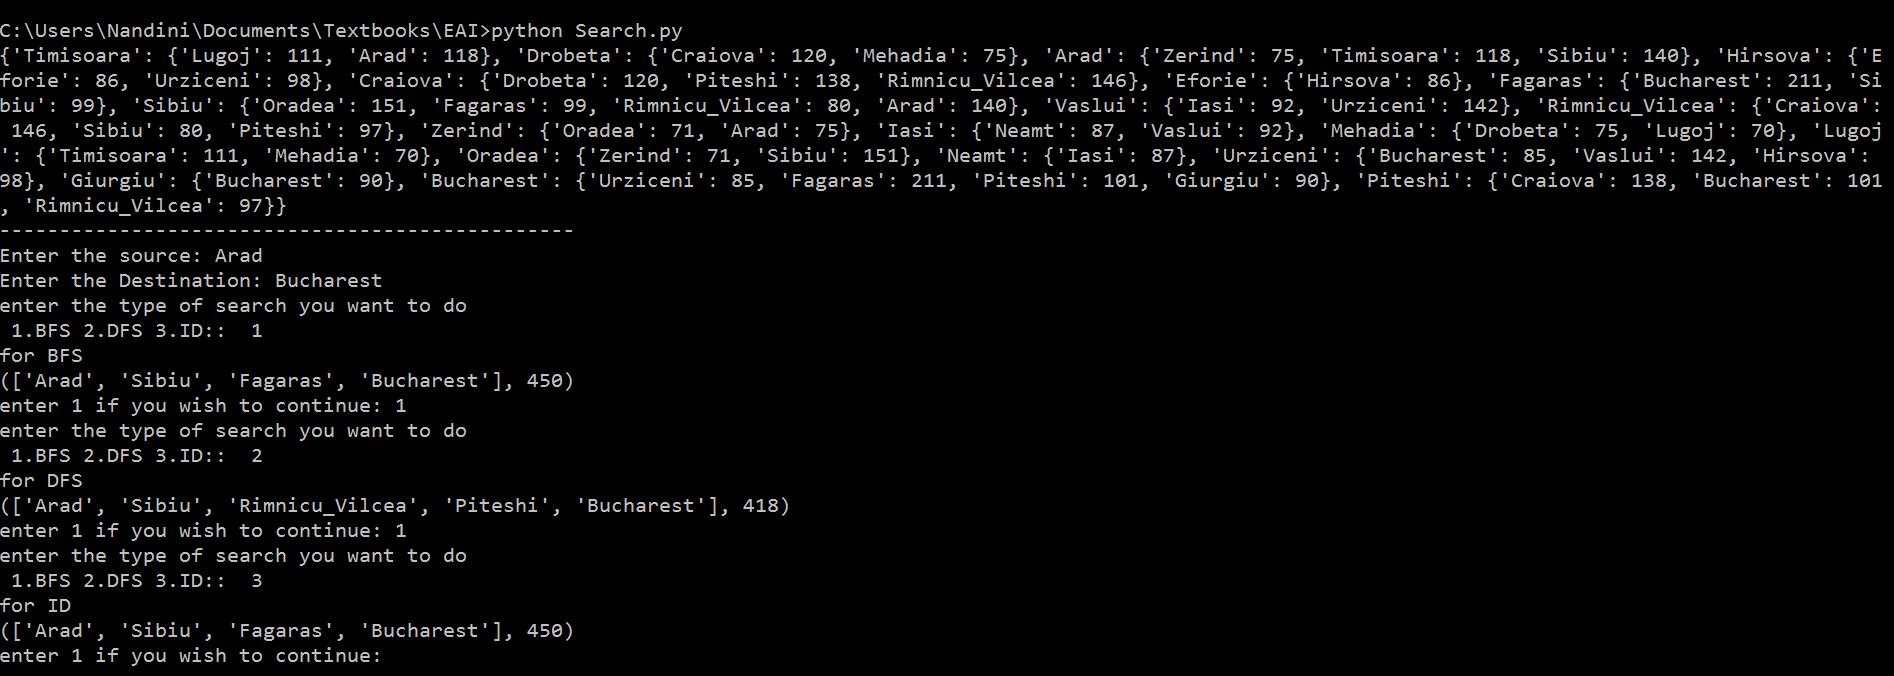 C:\Users\Nandini\Documents\Textbooks\EAI>python Search.py
{'Timisoara': {'Lugoj': 111, 'Arad': 118}, 'Drobeta': {'Craiova': 120, 'Mehadia': 75}, 'Arad': {'Zerind': 75, 'Timisoara': 118, 'Sibiu': 140}, 'Hirsova': {'E
forie': 86, 'Urziceni': 98}, 'Craiova': {'Drobeta': 120, 'Piteshi': 138, 'Rimnicu_Vilcea': 146}, 'Eforie': {'Hirsova': 86}, 'Fagaras': {'Bucharest': 211, 'Si
biu': 99}, 'Sibiu': {'Oradea': 151, 'Fagaras': 99, 'Rimnicu_Vilcea': 80, 'Arad': 140}, 'Vaslui': {'Iasi': 92, 'Urziceni': 142}, 'Rimnicu_Vilcea': {'Craiova':
 146, 'Sibiu': 80, 'Piteshi': 97}, 'Zerind': {'Oradea': 71, 'Arad': 75}, 'Iasi': {'Neamt': 87, 'Vaslui': 92}, 'Mehadia': {'Drobeta': 75, 'Lugoj': 70}, 'Lugoj
': {'Timisoara': 111, 'Mehadia': 70}, 'Oradea': {'Zerind': 71, 'Sibiu': 151}, 'Neamt': {'Iasi': 87}, 'Urziceni': {'Bucharest': 85, 'Vaslui': 142, 'Hirsova':
98}, 'Giurgiu': {'Bucharest': 90}, 'Bucharest': {'Urziceni': 85, 'Fagaras': 211, 'Piteshi': 101, 'Giurgiu': 90}, 'Piteshi': {'Craiova': 138, 'Bucharest': 101
, 'Rimnicu_Vilcea': 97}}
------------------------------------------------
Enter the source: Arad
Enter the Destination: Bucharest
enter the type of search you want to do
 1.BFS 2.DFS 3.ID::  1
for BFS
(['Arad', 'Sibiu', 'Fagaras', 'Bucharest'], 450)
enter 1 if you wish to continue: 1
enter the type of search you want to do
 1.BFS 2.DFS 3.ID::  2
for DFS
(['Arad', 'Sibiu', 'Rimnicu_Vilcea', 'Piteshi', 'Bucharest'], 418)
enter 1 if you wish to continue: 1
enter the type of search you want to do
 1.BFS 2.DFS 3.ID::  3
for ID
(['Arad', 'Sibiu', 'Fagaras', 'Bucharest'], 450)
enter 1 if you wish to continue: